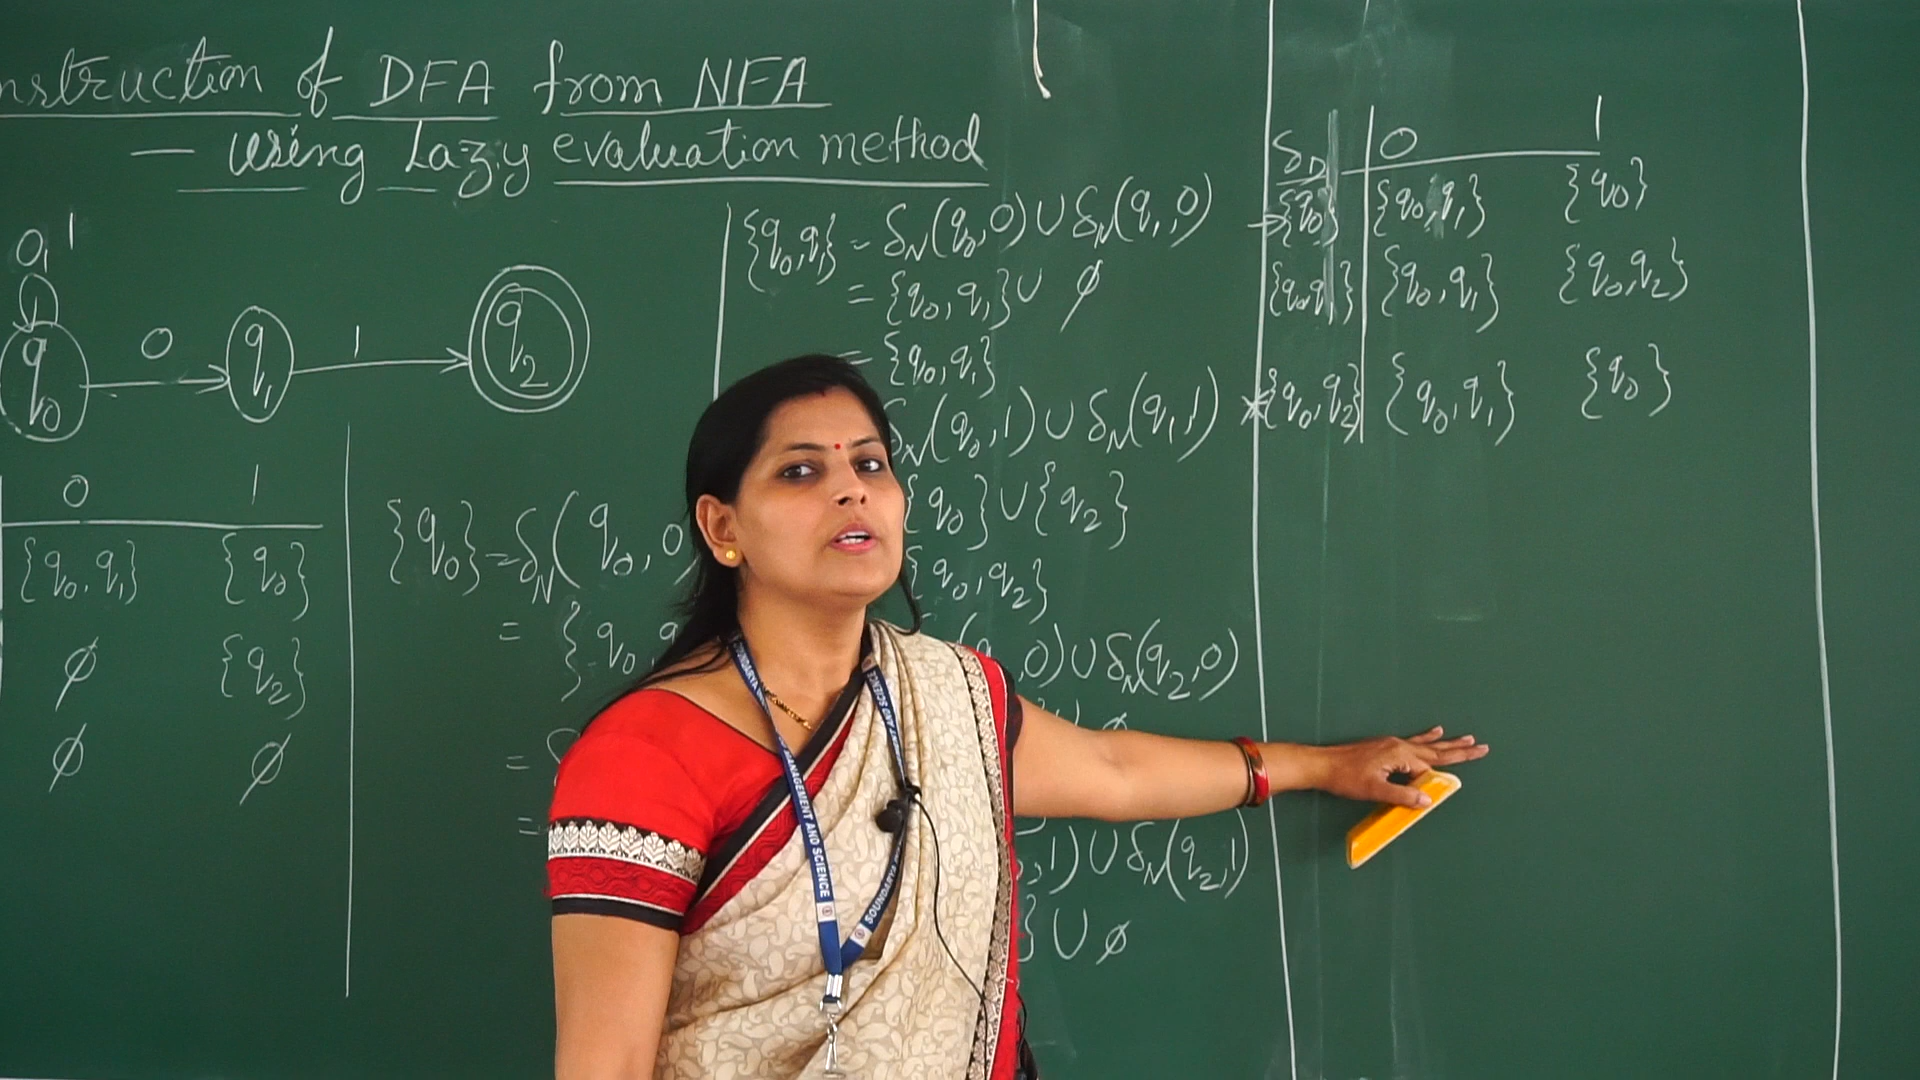 nstruction of DFA from NFA
— using Lazy evaluation method
0,1
q0 0 q1 1 q2
0 1
{q0,q1} {q0}
φ {q2}
φ φ
{q0} = δN(q0,0)
= {q0,
=
=
{q0,q1} = δN(q0,0) ∪ δN(q1,0)
= {q0,q1} ∪ φ
= {q0,q1}
δN(q0,1) ∪ δN(q1,1)
{q0} ∪ {q2}
{q0,q2}
,0) ∪ δN(q2,0)
∪ φ
,1) ∪ δN(q2,1)
} ∪ φ
δD 0 1
→{q0} {q0,q1} {q0}
{q0,q1} {q0,q1} {q0,q2}
*{q0,q2} {q0,q1} {q0}
MANAGEMENT AND SCIENCE
SOUNDARYA